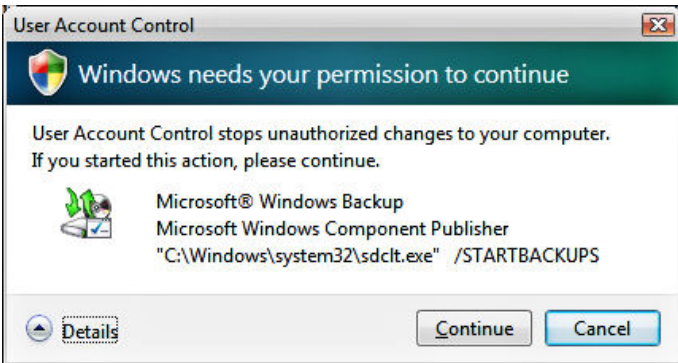 User Account Control
Windows needs your permission to continue
User Account Control stops unauthorized changes to your computer.
If you started this action, please continue.
Microsoft® Windows Backup
Microsoft Windows Component Publisher
"C:\Windows\system32\sdclt.exe" /STARTBACKUPS
Details
Continue
Cancel